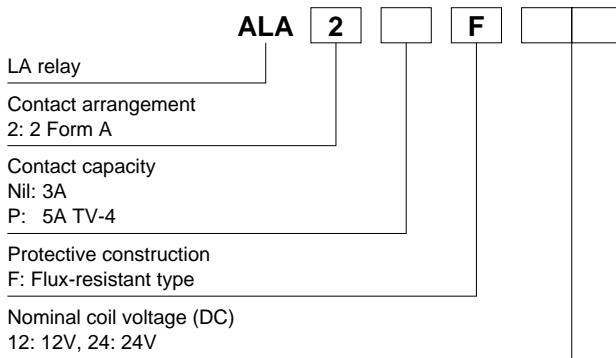 ALA 2 F
LA relay
Contact arrangement
2: 2 Form A
Contact capacity
Nil: 3A
P: 5A TV-4
Protective construction
F: Flux-resistant type
Nominal coil voltage (DC)
12: 12V, 24: 24V